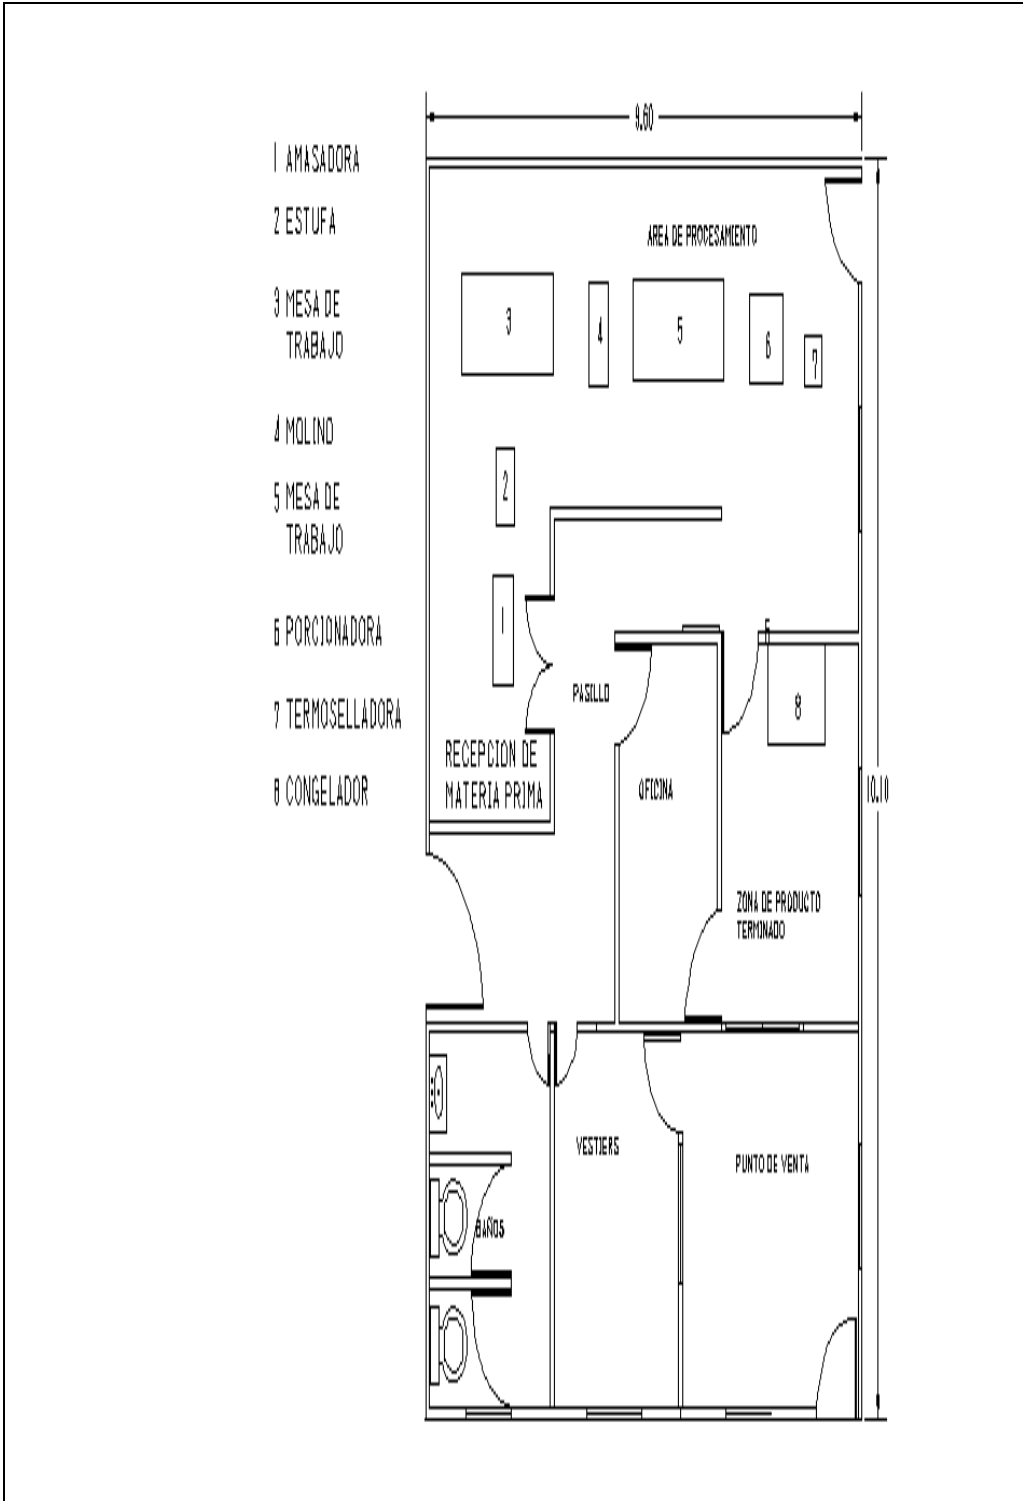 9.60
1 AMASADORA
2 ESTUFA
3 MESA DE
TRABAJO
4 MOLINO
5 MESA DE
TRABAJO
6 PORCIONADORA
7 TERMOSELLADORA
8 CONGELADOR
AREA DE PROCESAMIENTO
3
4
5
6
7
2
1
PASILLO
8
RECEPCION DE
MATERIA PRIMA
OFICINA
10.10
ZONA DE PRODUCTO
TERMINADO
VESTIERS
PUNTO DE VENTA
BAÑOS